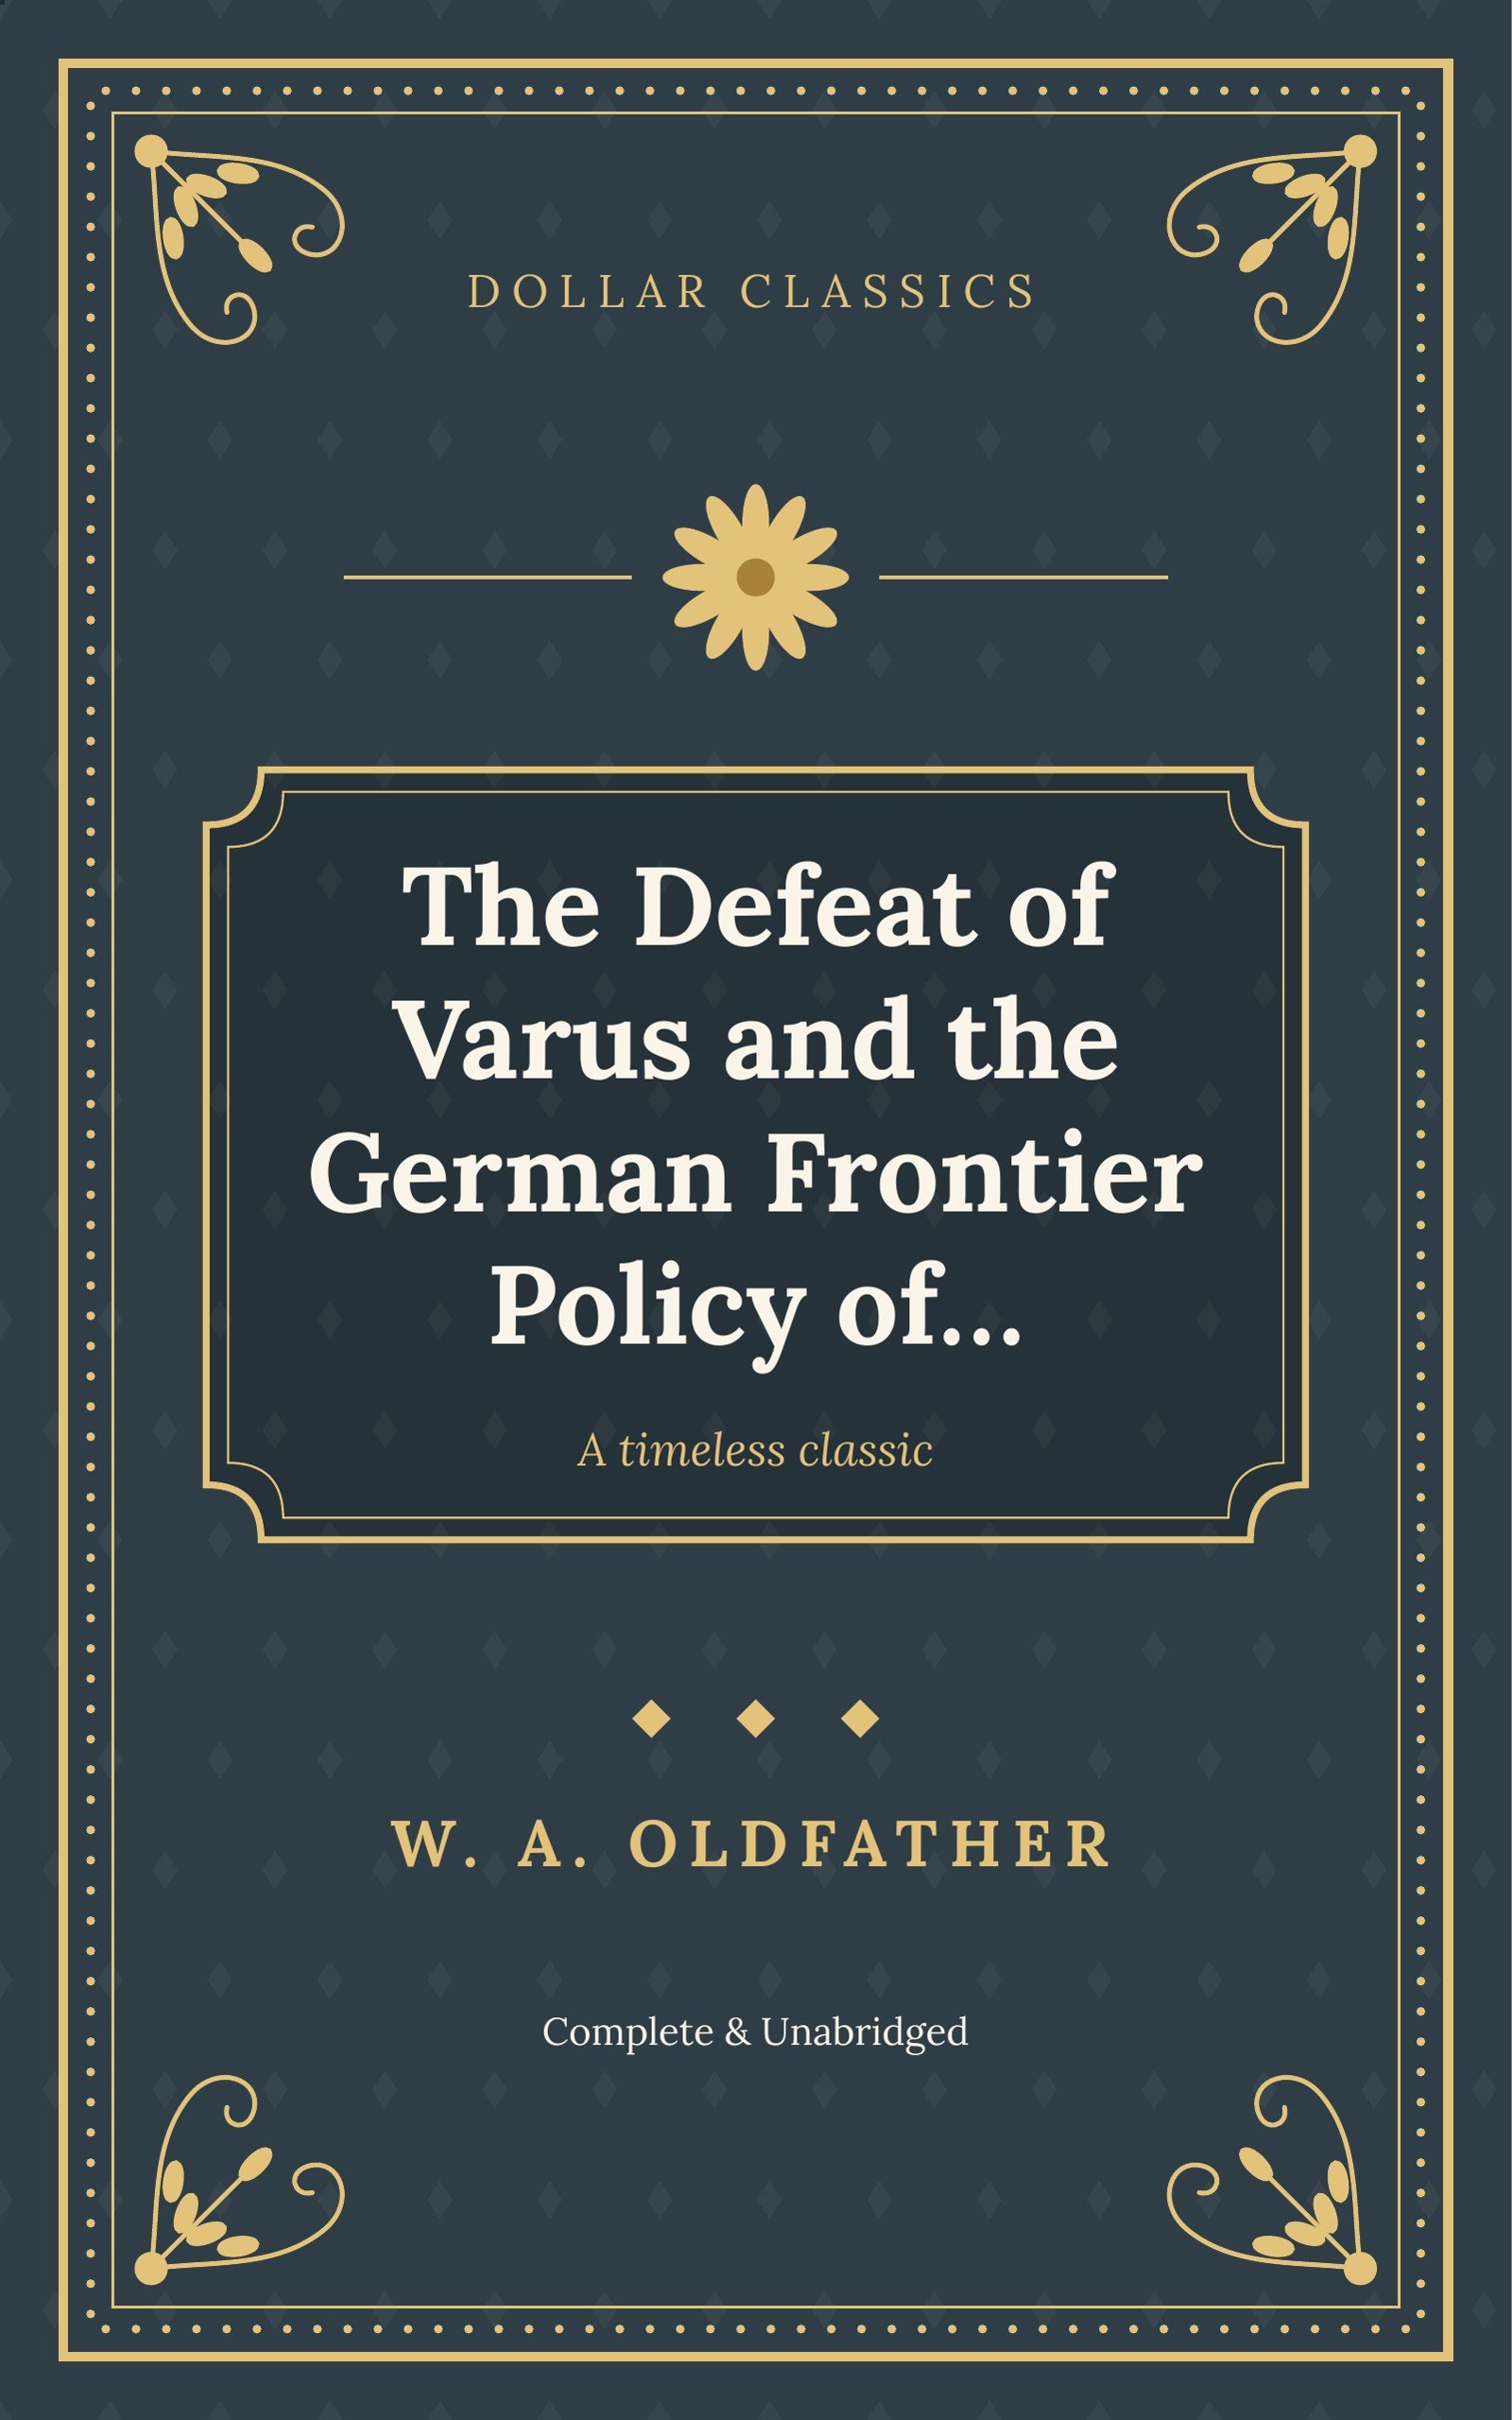 DOLLAR CLASSICS
The Defeat of
Varus and the
German Frontier
Policy of...
A timeless classic
W. A. OLDFATHER
Complete & Unabridged